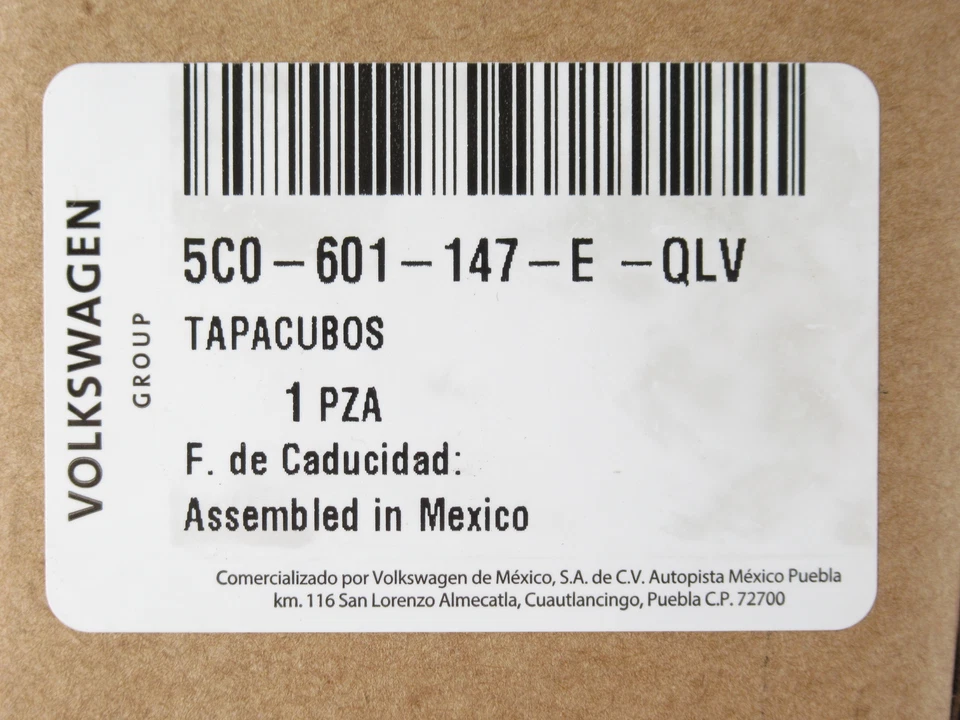 VOLKSWAGEN
GROUP
5C0-601-147-E -QLV
TAPACUBOS
1 PZA
F. de Caducidad:
Assembled in Mexico
Comercializado por Volkswagen de México, S.A. de C.V. Autopista México Puebla
km. 116 San Lorenzo Almecatla, Cuautlancingo, Puebla C.P. 72700